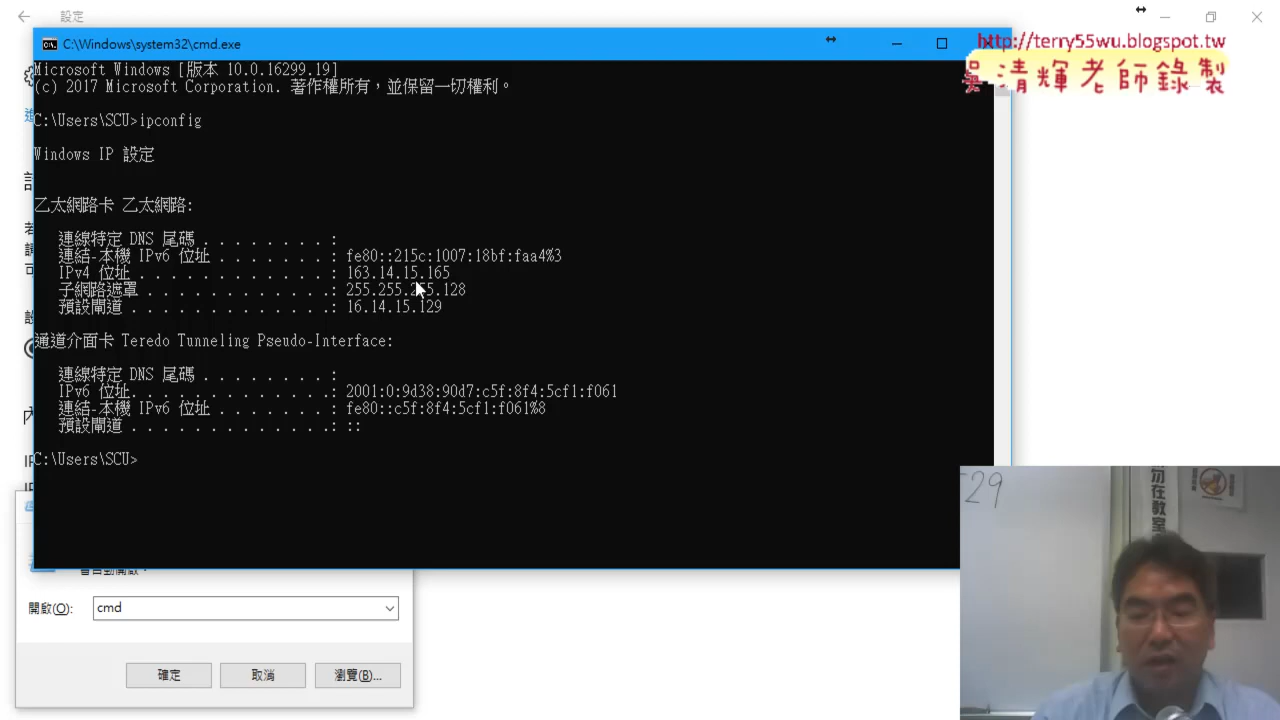 設定
C:\Windows\system32\cmd.exe
http://terry55wu.blogspot.tw
吳清輝老師錄製
Microsoft Windows [版本 10.0.16299.19]
(c) 2017 Microsoft Corporation. 著作權所有，並保留一切權利。
C:\Users\SCU>ipconfig
Windows IP 設定
乙太網路卡 乙太網路:
連線特定 DNS 尾碼 . . . . . . . . :
連結-本機 IPv6 位址 . . . . . . . : fe80::215c:1007:18bf:faa4%3
IPv4 位址 . . . . . . . . . . . . : 163.14.15.165
子網路遮罩 . . . . . . . . . . . .: 255.255.255.128
預設閘道 . . . . . . . . . . . . .: 16.14.15.129
通道介面卡 Teredo Tunneling Pseudo-Interface:
連線特定 DNS 尾碼 . . . . . . . . :
IPv6 位址. . . . . . . . . . . . .: 2001:0:9d38:90d7:c5f:8f4:5cf1:f061
連結-本機 IPv6 位址 . . . . . . . : fe80::c5f:8f4:5cf1:f061%8
預設閘道 . . . . . . . . . . . . .: ::
C:\Users\SCU>
29
勿在教室
開啟(O):
cmd
確定
取消
瀏覽(B)...